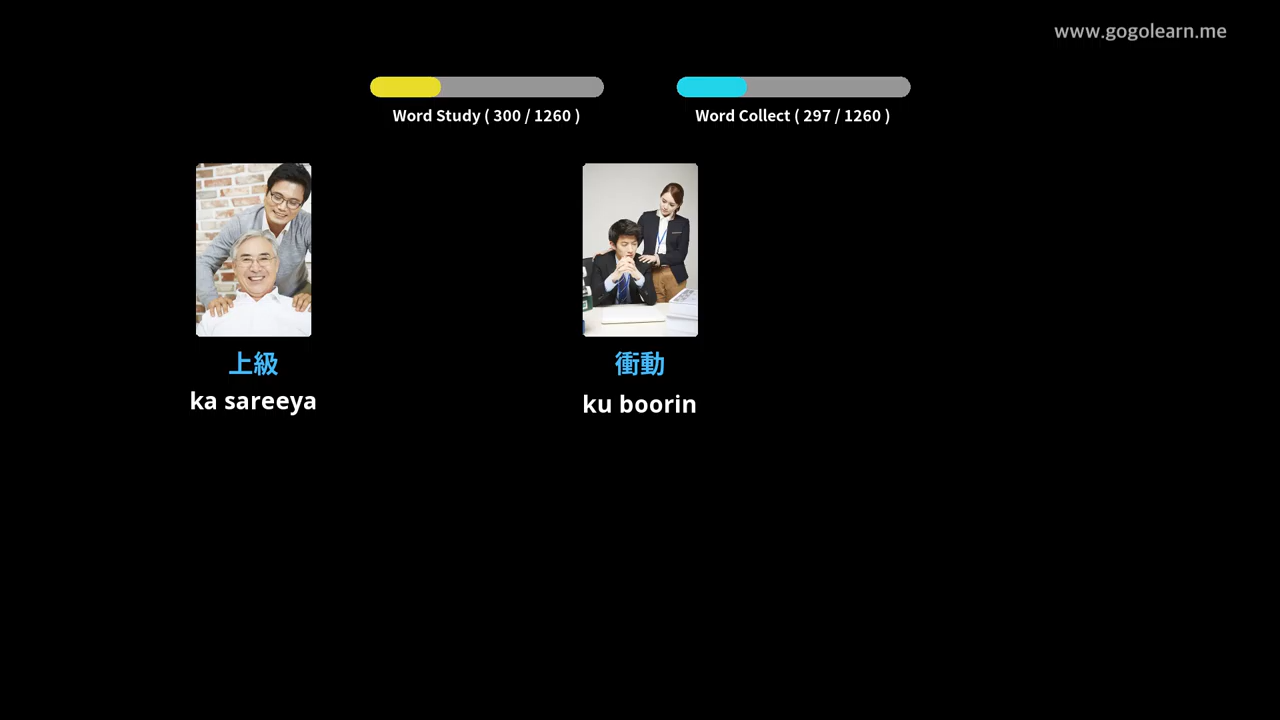 www.gogolearn.me
Word Study ( 300 / 1260 )
Word Collect ( 297 / 1260 )
上級
ka sareeya
衝動
ku boorin